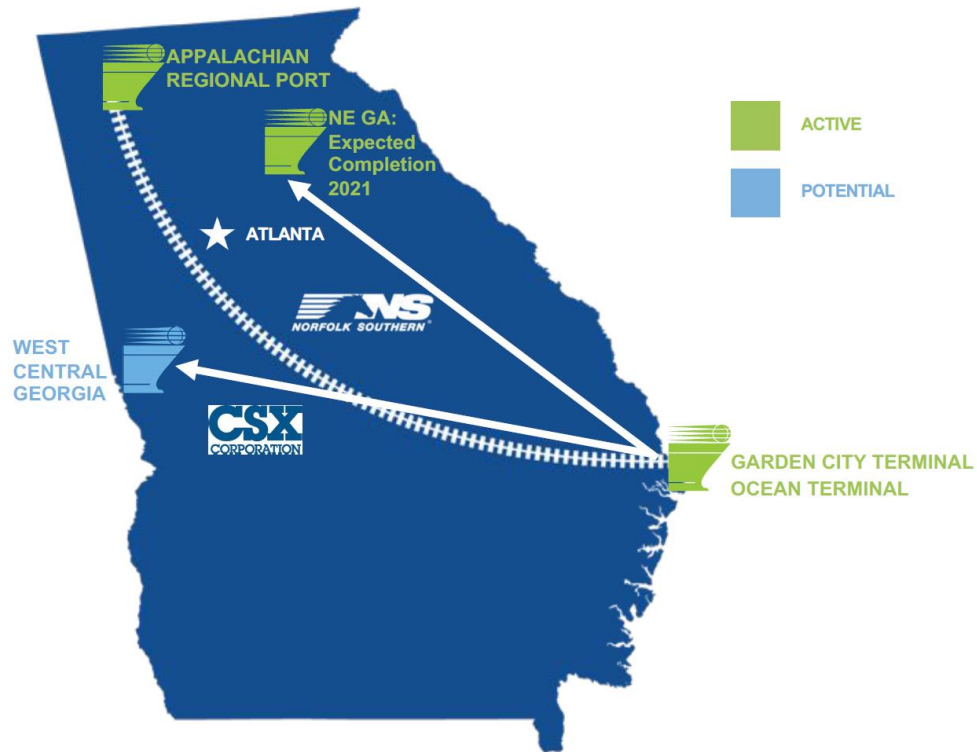 APPALACHIAN
REGIONAL PORT
NE GA:
Expected
Completion
2021
ACTIVE
POTENTIAL
ATLANTA
NS
NORFOLK SOUTHERN®
WEST
CENTRAL
GEORGIA
CSX
CORPORATION
GARDEN CITY TERMINAL
OCEAN TERMINAL